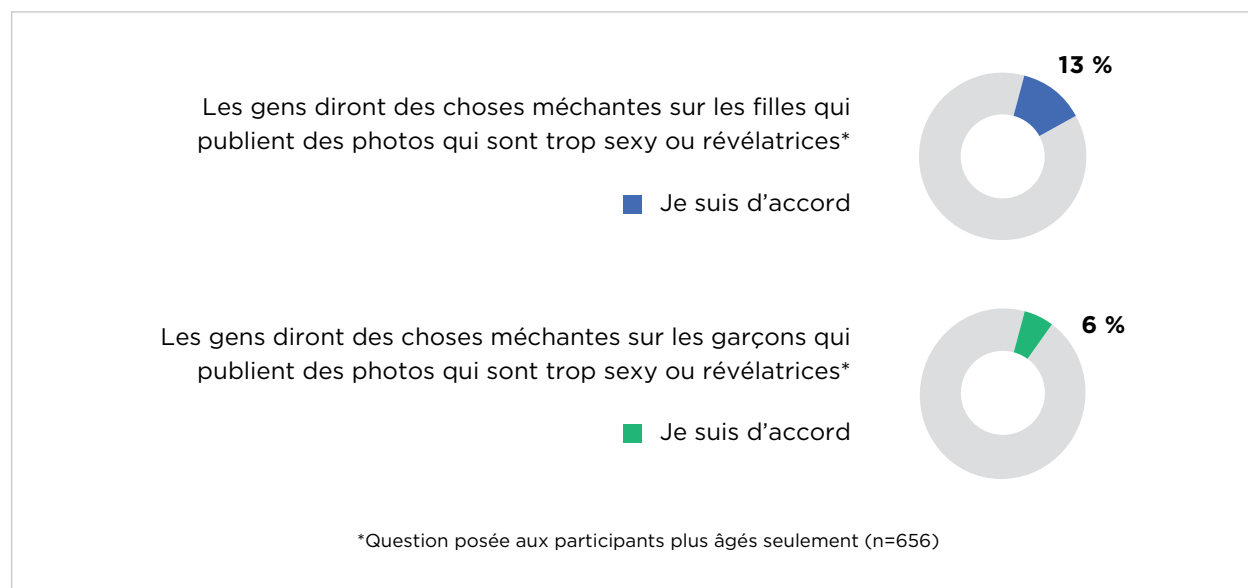 13 %
Les gens diront des choses méchantes sur les filles qui
publient des photos qui sont trop sexy ou révélatrices*
Je suis d’accord
6 %
Les gens diront des choses méchantes sur les garçons qui
publient des photos qui sont trop sexy ou révélatrices*
Je suis d’accord
*Question posée aux participants plus âgés seulement (n=656)